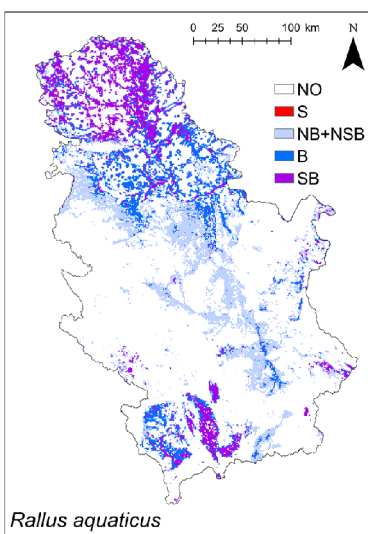 0 25 50 100 km
N
NO
S
NB+NSB
B
SB
Rallus aquaticus